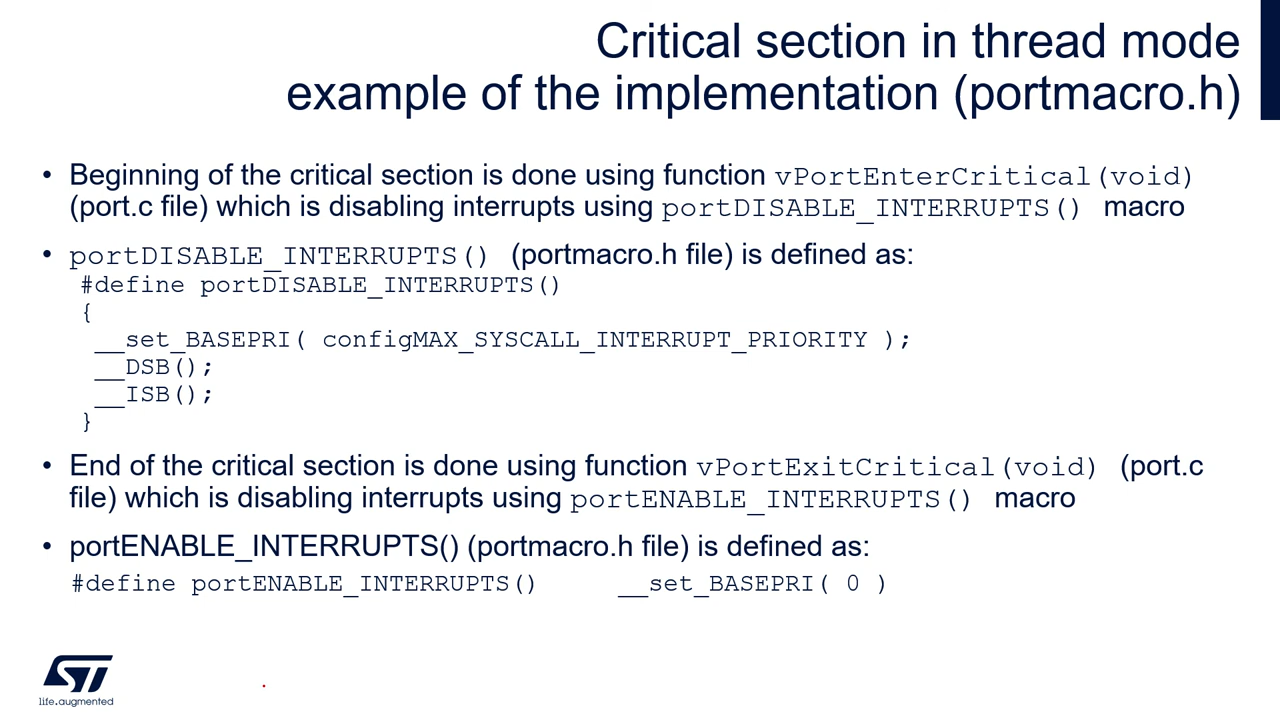 Critical section in thread mode
example of the implementation (portmacro.h)
• Beginning of the critical section is done using function vPortEnterCritical(void)
(port.c file) which is disabling interrupts using portDISABLE_INTERRUPTS() macro
• portDISABLE_INTERRUPTS() (portmacro.h file) is defined as:
#define portDISABLE_INTERRUPTS()
{
__set_BASEPRI( configMAX_SYSCALL_INTERRUPT_PRIORITY );
__DSB();
__ISB();
}
• End of the critical section is done using function vPortExitCritical(void) (port.c
file) which is disabling interrupts using portENABLE_INTERRUPTS() macro
• portENABLE_INTERRUPTS() (portmacro.h file) is defined as:
#define portENABLE_INTERRUPTS() __set_BASEPRI( 0 )
ST
life.augmented